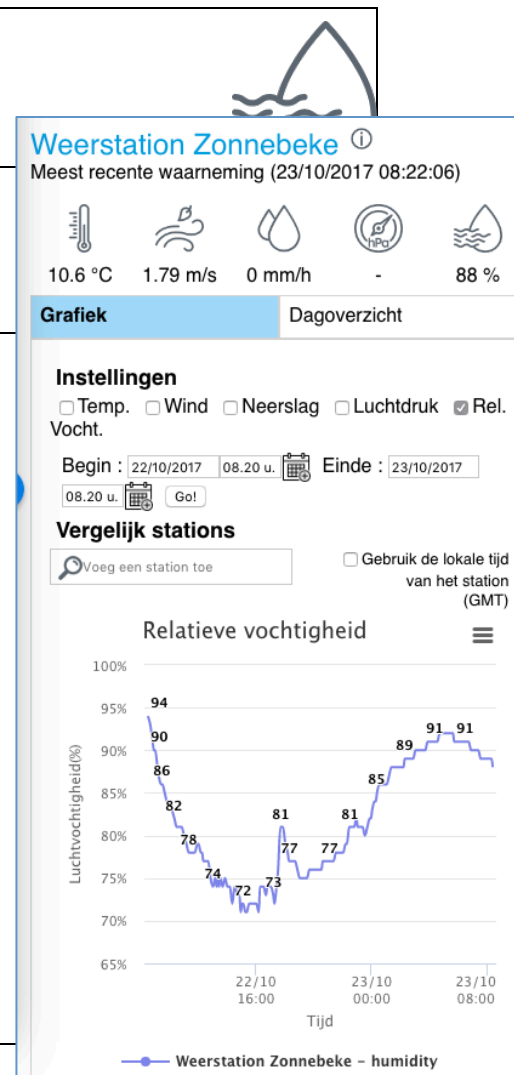 Weerstation Zonnebeke i
Meest recente waarneming (23/10/2017 08:22:06)
hPa
10.6 °C 1.79 m/s 0 mm/h - 88 %
Grafiek Dagoverzicht
Instellingen
Temp. Wind Neerslag Luchtdruk Rel.
Vocht.
Begin : 22/10/2017 08.20 u. Einde : 23/10/2017
08.20 u. Go!
Vergelijk stations
Voeg een station toe
Gebruik de lokale tijd
van het station
(GMT)
Relatieve vochtigheid
Luchtvochtigheid(%)
100%
95%
90%
85%
80%
75%
70%
65%
94
90
86
82
78
74
72
73
81
77
77
81
85
89
91
91
22/10 23/10 23/10
16:00 00:00 08:00
Tijd
Weerstation Zonnebeke - humidity